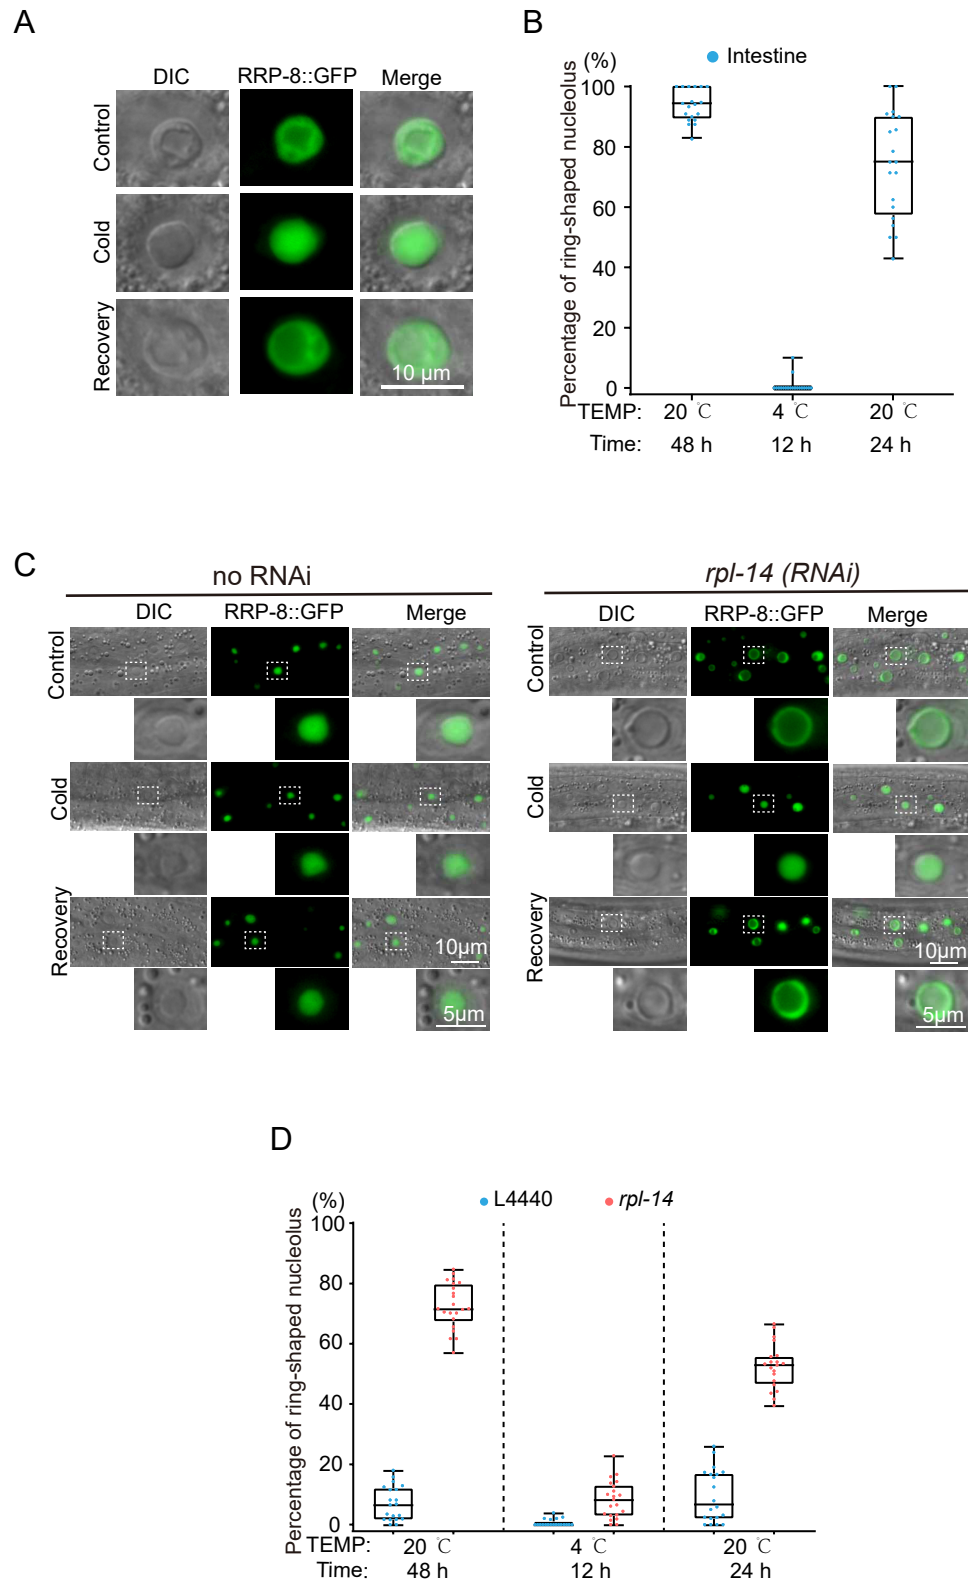 A
DIC RRP-8::GFP Merge
Control
Cold
Recovery
10 μm
B
(%)
Intestine
Percentage of ring-shaped nucleolus
100
80
60
40
20
0
TEMP: 20 ℃ 4 ℃ 20 ℃
Time: 48 h 12 h 24 h
C
no RNAi
DIC RRP-8::GFP Merge
Control
Cold
Recovery
10μm
5μm
rpl-14 (RNAi)
DIC RRP-8::GFP Merge
Control
Cold
Recovery
10μm
5μm
D
(%)
L4440 rpl-14
Percentage of ring-shaped nucleolus
100
80
60
40
20
0
TEMP: 20 ℃ 4 ℃ 20 ℃
Time: 48 h 12 h 24 h